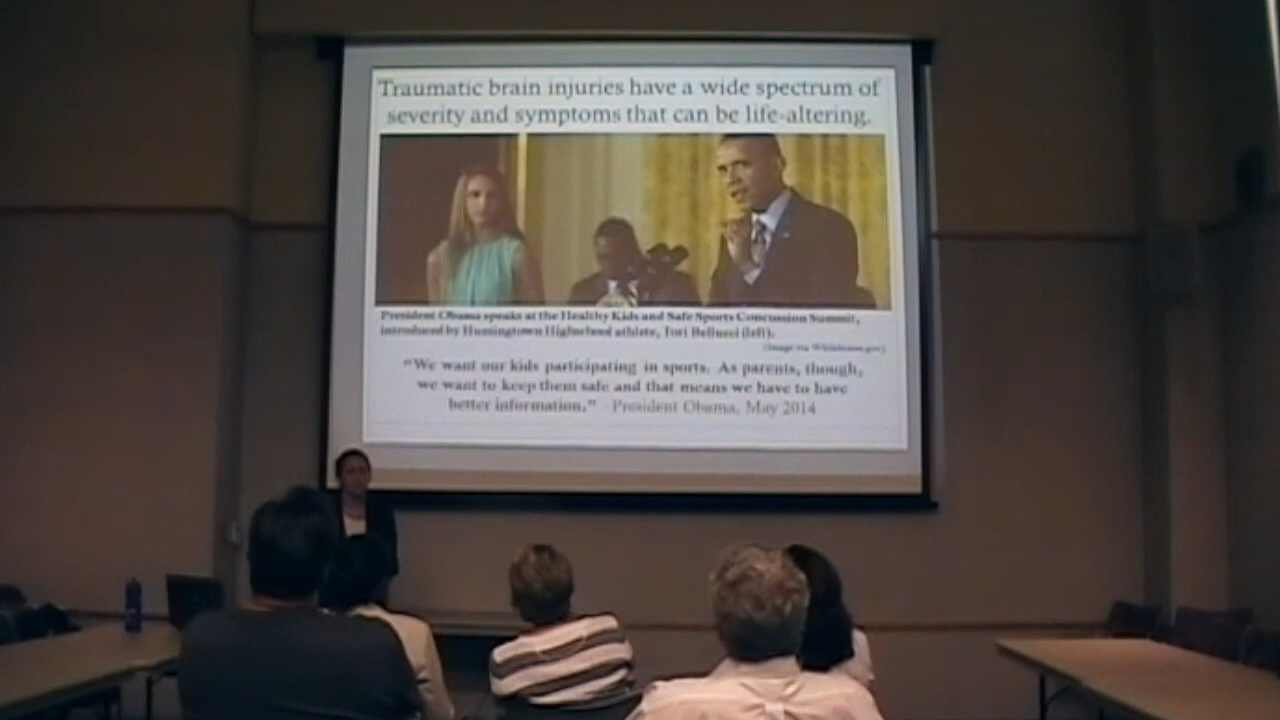 Traumatic brain injuries have a wide spectrum of
severity and symptoms that can be life-altering.
President Obama speaks at the Healthy Kids and Safe Sports Concussion Summit,
introduced by Huntingtown Highschool athlete, Tori Bellucci (left).
(Image via Whitehouse.gov)
"We want our kids participating in sports. As parents, though,
we want to keep them safe and that means we have to have
better information." -President Obama, May 2014